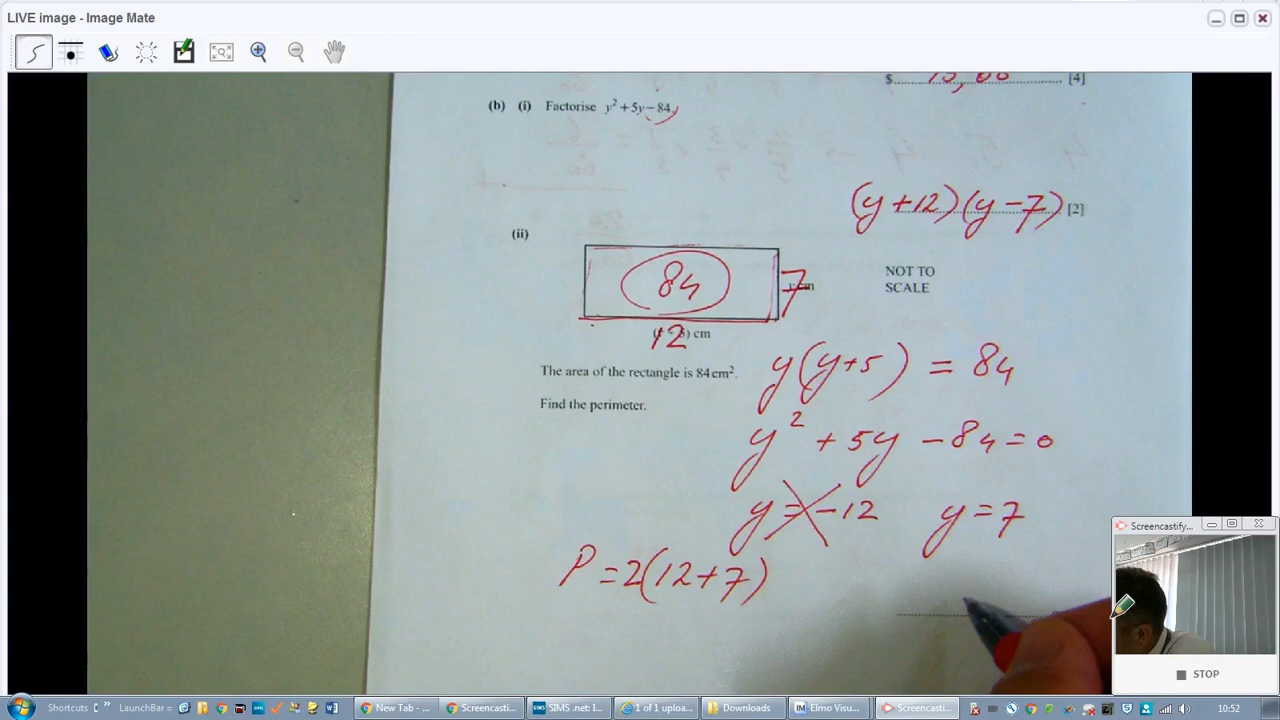 LIVE image - Image Mate
$ 15,00 [4]
(b) (i) Factorise y² + 5y – 84.
(y + 12)(y – 7) [2]
(ii)
84
7
NOT TO
SCALE
12 cm
The area of the rectangle is 84 cm².
Find the perimeter.
y(y+5) = 84
y² + 5y – 84 = 0
y = –12 y = 7
P = 2(12 + 7)
Screencastify...
STOP
Shortcuts
LaunchBar
New Tab - ...
Screencasti...
SIMS .net: I...
1 of 1 uploa...
Downloads
Elmo Visu...
Screencasti...
10:52